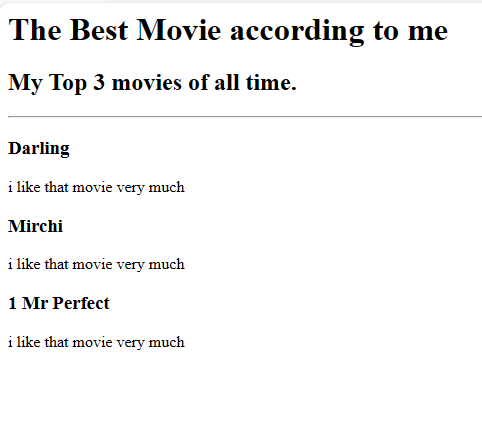 The Best Movie according to me
My Top 3 movies of all time.
Darling
i like that movie very much
Mirchi
i like that movie very much
1 Mr Perfect
i like that movie very much